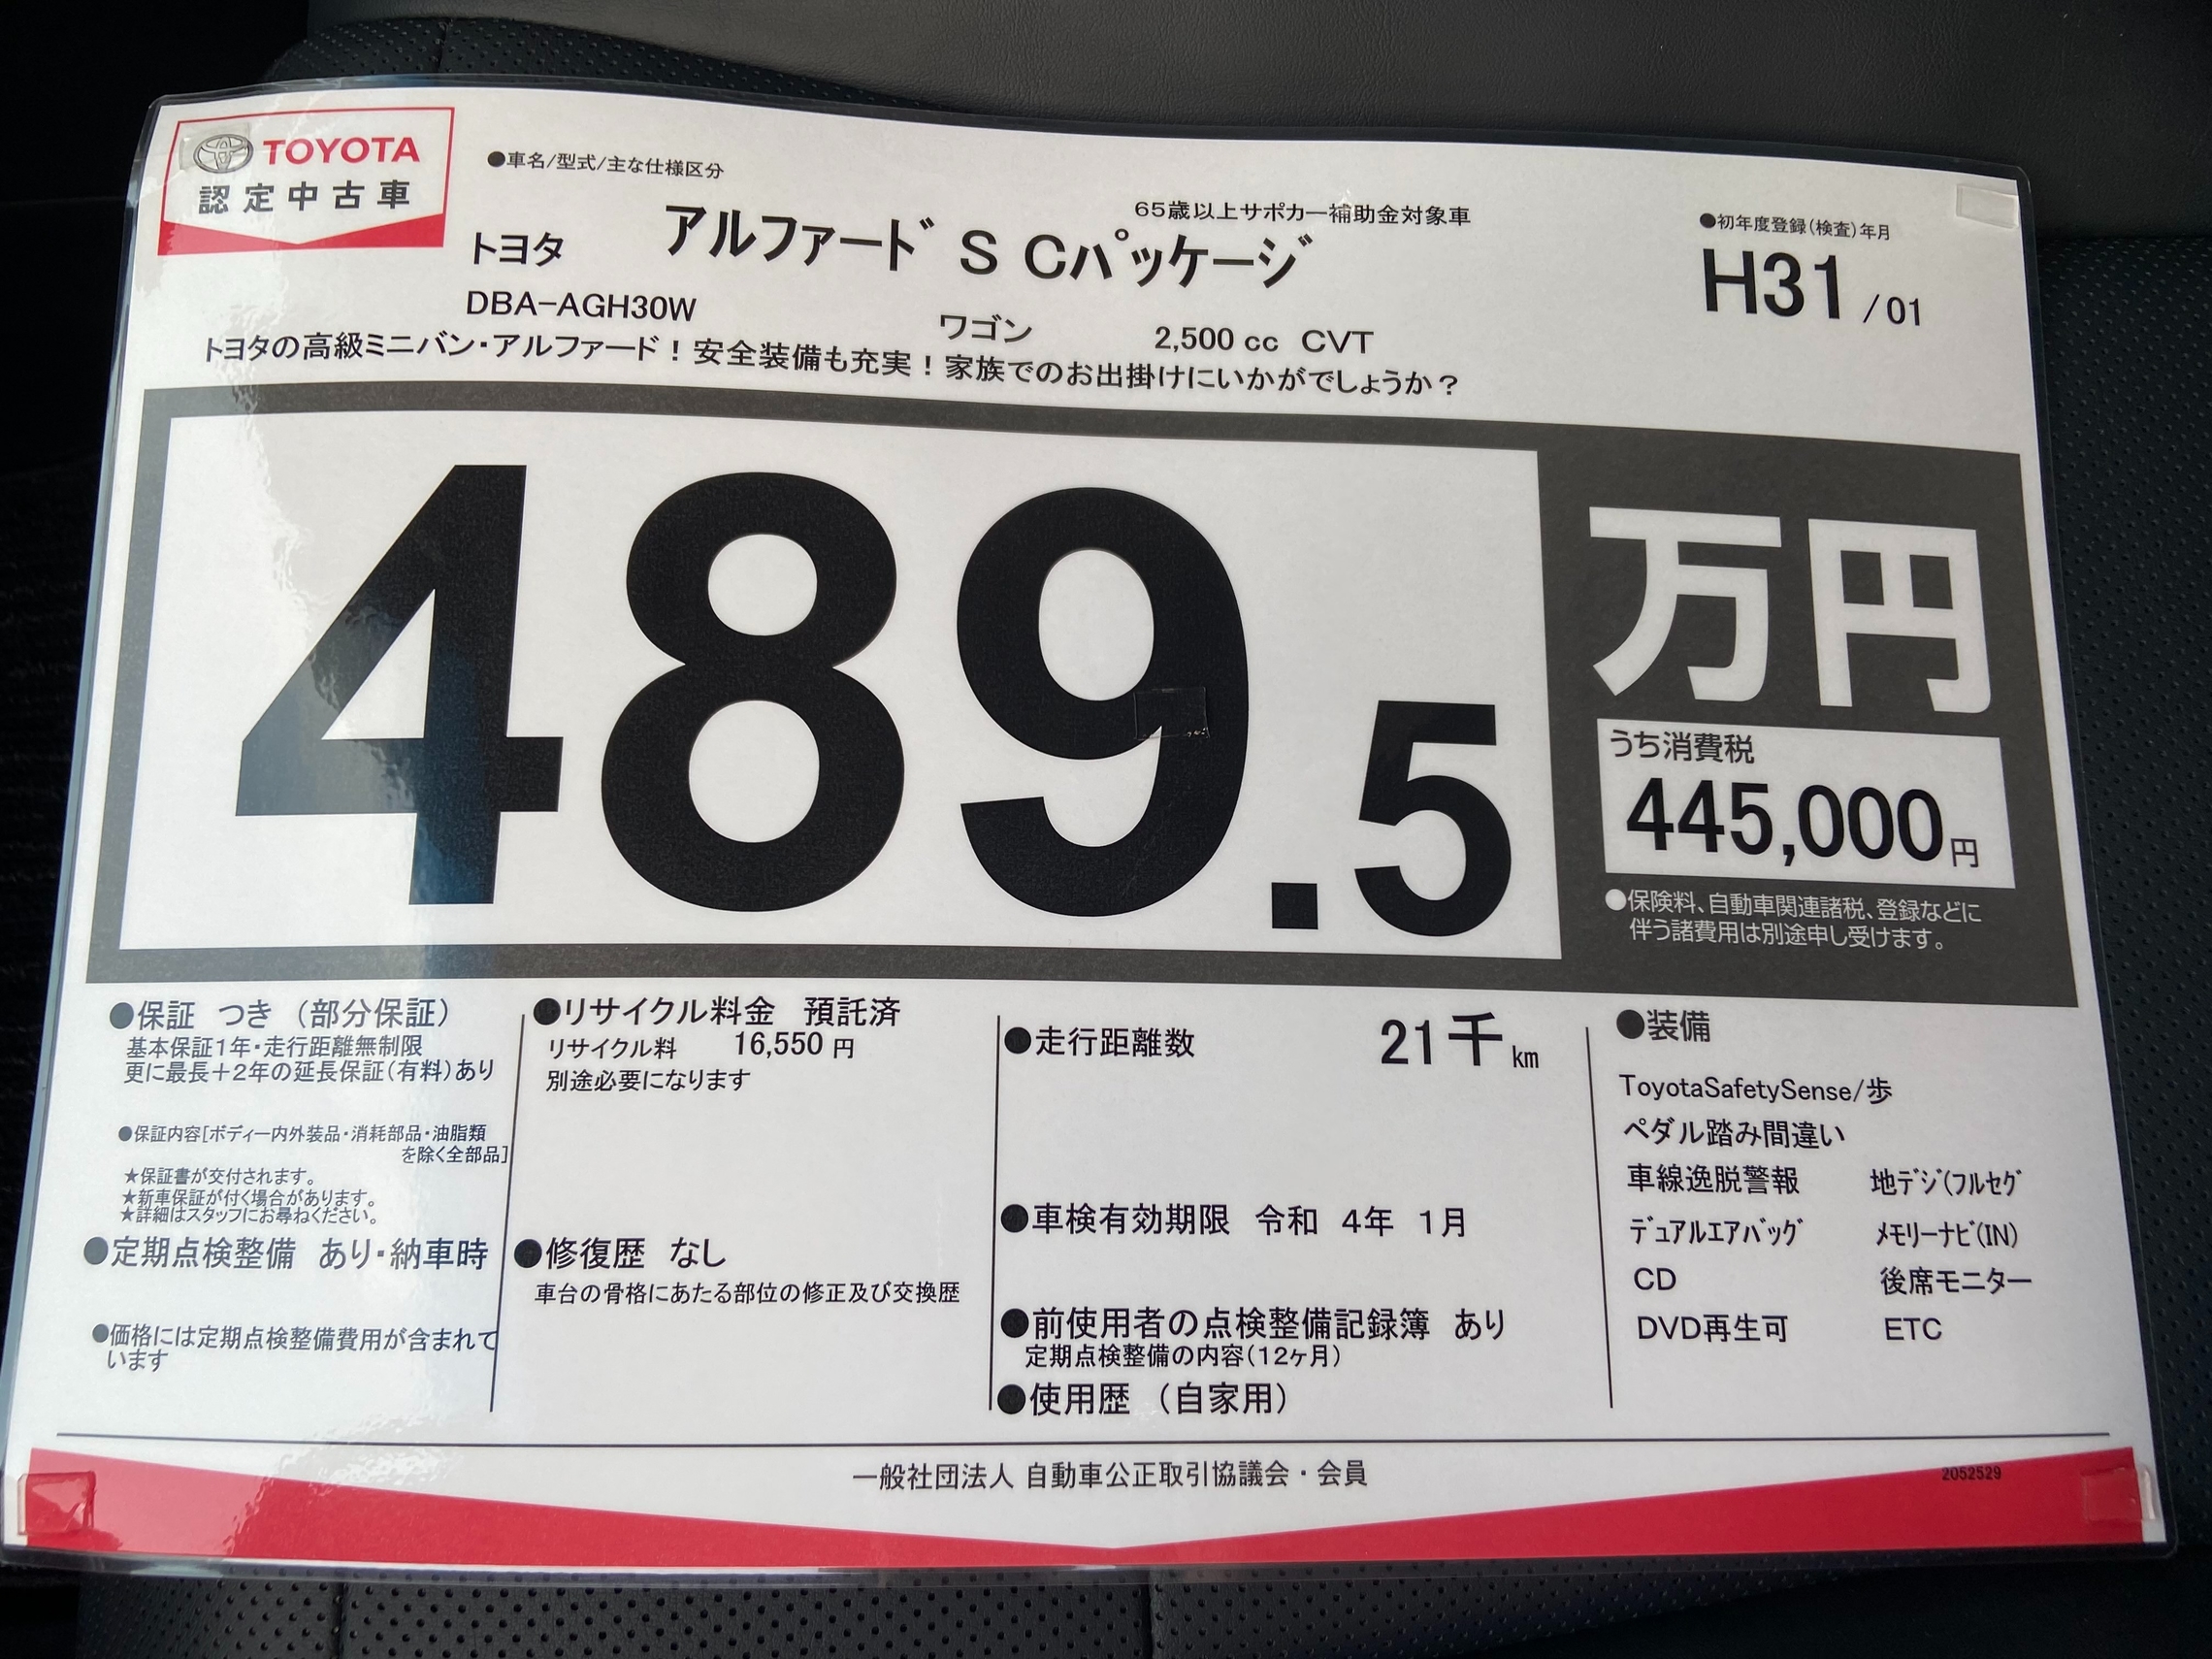 TOYOTA
認定中古車
●車名/型式/主な仕様区分
65歳以上サポカー補助金対象車
トヨタ アルファード S Cパッケージ
DBA-AGH30W ワゴン 2,500 cc CVT
トヨタの高級ミニバン・アルファード!安全装備も充実!家族でのお出掛けにいかがでしょうか?
●初年度登録(検査)年月
H31/01
489.5万円
うち消費税
445,000円
●保険料、自動車関連諸税、登録などに
伴う諸費用は別途申し受けます。
●保証 つき (部分保証)
基本保証1年・走行距離無制限
更に最長+2年の延長保証(有料)あり
●保証内容[ボディー内外装品・消耗部品・油脂類
を除く全部品]
★保証書が交付されます。
★新車保証が付く場合があります。
★詳細はスタッフにお尋ねください。
●定期点検整備 あり・納車時
●価格には定期点検整備費用が含まれて
います
●リサイクル料金 預託済
リサイクル料 16,550 円
別途必要になります
●修復歴 なし
車台の骨格にあたる部位の修正及び交換歴
●走行距離数 21千km
●車検有効期限 令和 4年 1月
●前使用者の点検整備記録簿 あり
定期点検整備の内容(12ヶ月)
●使用歴 (自家用)
●装備
ToyotaSafetySense/歩
ペダル踏み間違い
車線逸脱警報 地デジ(フルセグ
デュアルエアバッグ メモリーナビ(IN)
CD 後席モニター
DVD再生可 ETC
一般社団法人 自動車公正取引協議会・会員
2052529